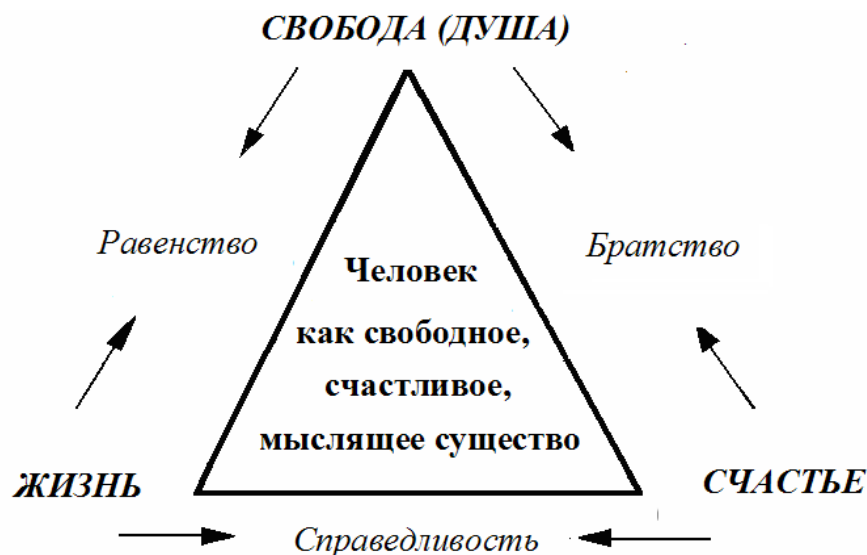 СВОБОДА (ДУША)
Равенство
Братство
Человек
как свободное,
счастливое,
мыслящее существо
ЖИЗНЬ
СЧАСТЬЕ
Справедливость